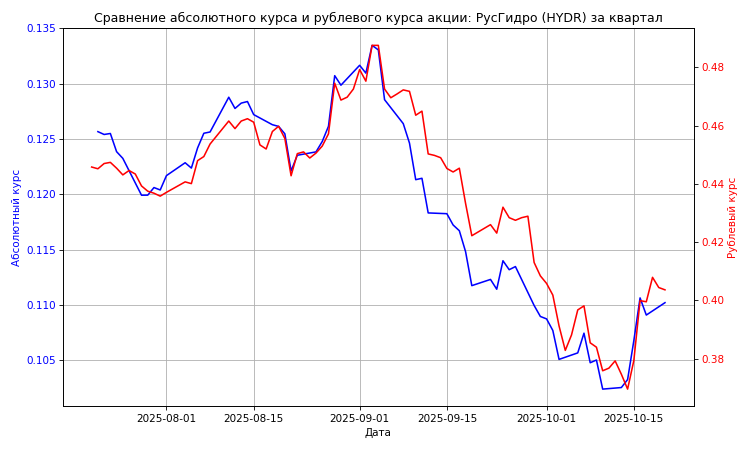 Сравнение абсолютного курса и рублевого курса акции: РусГидро (HYDR) за квартал
0.135
0.130
0.125
0.120
0.115
0.110
0.105
Абсолютный курс
0.48
0.46
0.44
0.42
0.40
0.38
Рублевый курс
2025-08-01 2025-08-15 2025-09-01 2025-09-15 2025-10-01 2025-10-15
Дата